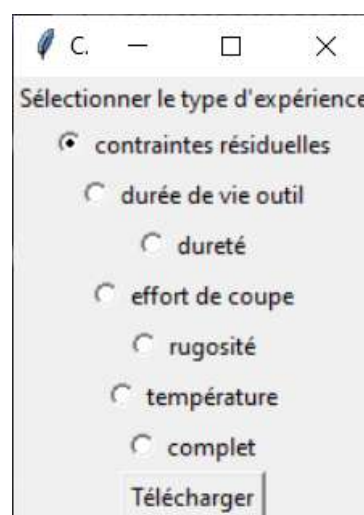 C.
Sélectionner le type d'expérience
contraintes résiduelles
durée de vie outil
dureté
effort de coupe
rugosité
température
complet
Télécharger